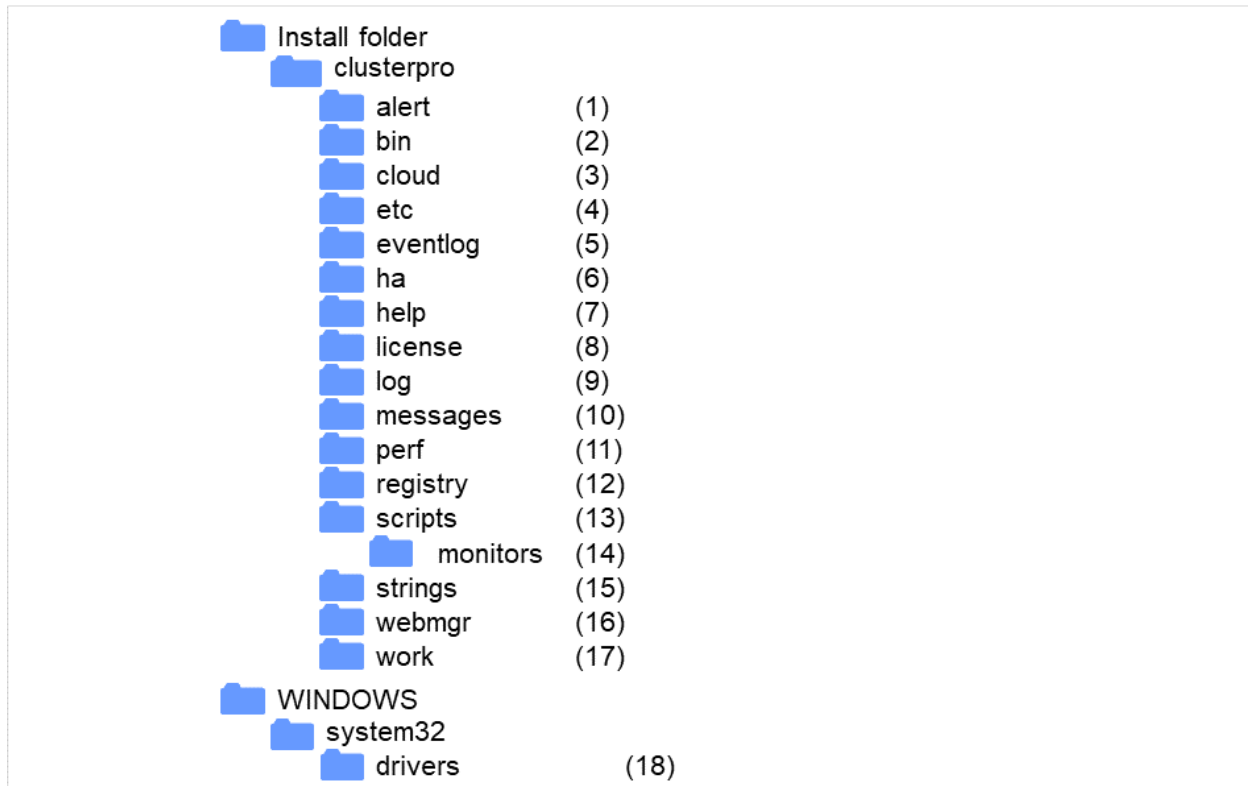 Install folder
clusterpro
alert (1)
bin (2)
cloud (3)
etc (4)
eventlog (5)
ha (6)
help (7)
license (8)
log (9)
messages (10)
perf (11)
registry (12)
scripts (13)
monitors (14)
strings (15)
webmgr (16)
work (17)
WINDOWS
system32
drivers (18)